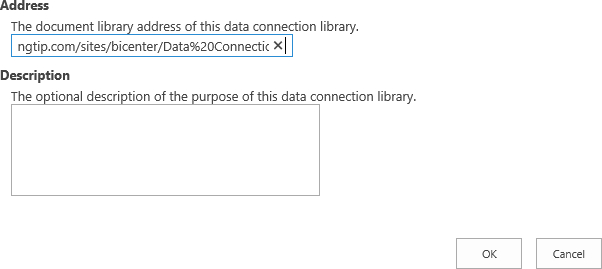 Address
The document library address of this data connection library.
ngtip.com/sites/bicenter/Data%20Connectic
Description
The optional description of the purpose of this data connection library.
OK Cancel